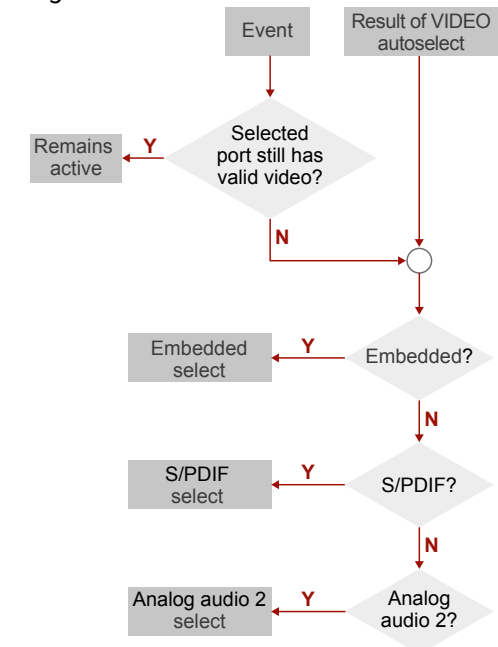 Event
Result of VIDEO
autoselect
Selected
port still has
valid video?
Y
Remains
active
N
Embedded?
Y
Embedded
select
N
S/PDIF?
Y
S/PDIF
select
N
Analog
audio 2?
Y
Analog audio 2
select